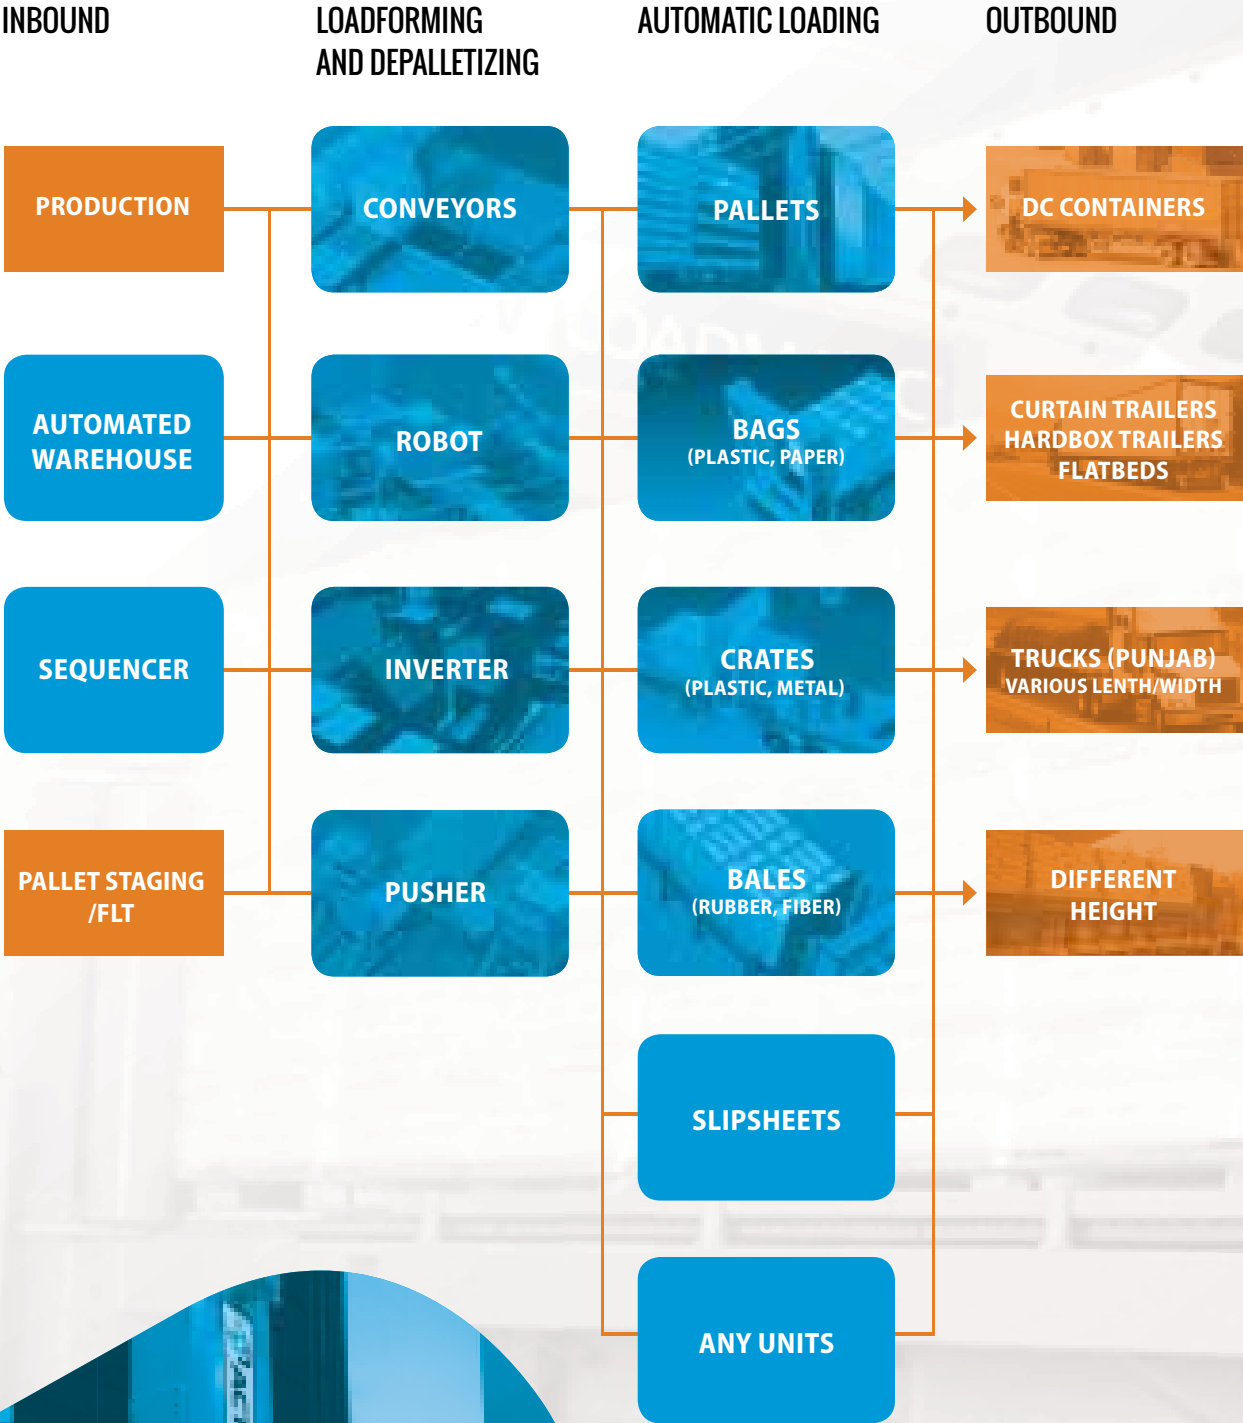 INBOUND
LOADFORMING
AND DEPALLETIZING
AUTOMATIC LOADING
OUTBOUND
PRODUCTION
CONVEYORS
PALLETS
DC CONTAINERS
AUTOMATED
WAREHOUSE
ROBOT
BAGS
(PLASTIC, PAPER)
CURTAIN TRAILERS
HARDBOX TRAILERS
FLATBEDS
SEQUENCER
INVERTER
CRATES
(PLASTIC, METAL)
TRUCKS (PUNJAB)
VARIOUS LENTH/WIDTH
PALLET STAGING
/FLT
PUSHER
BALES
(RUBBER, FIBER)
DIFFERENT
HEIGHT
SLIPSHEETS
ANY UNITS